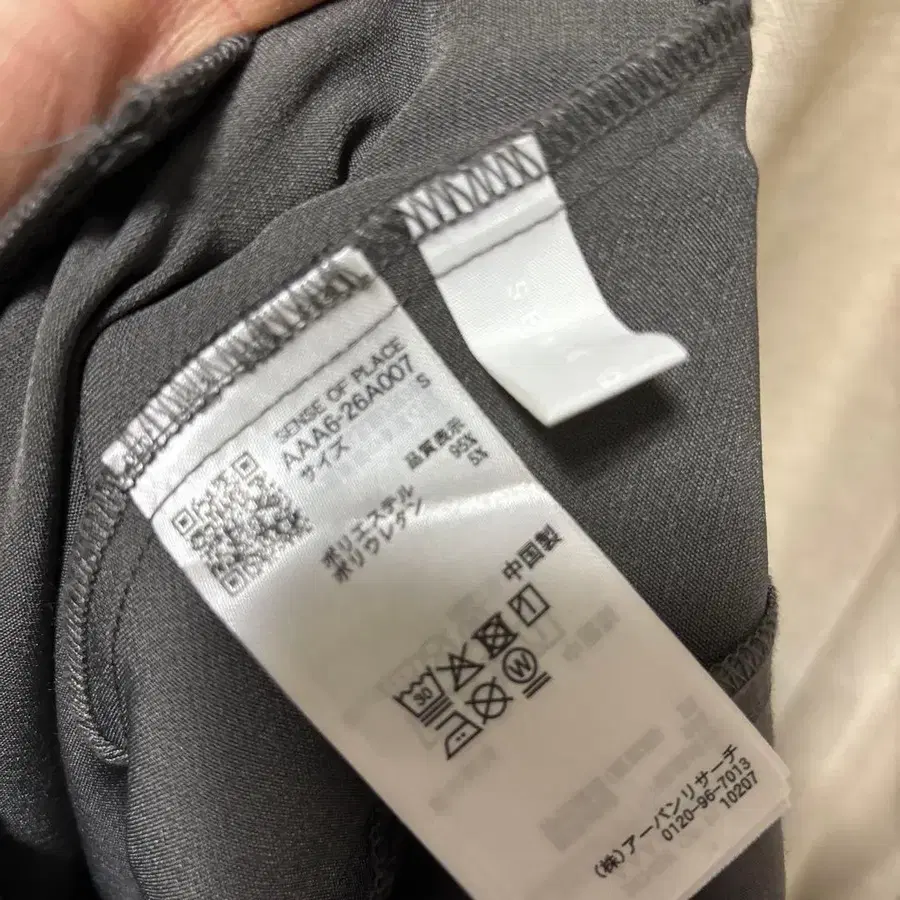 SENSE OF PLACE
AAA6-26A007
サイズ S
品質表示
ポリエステル 95%
ポリウレタン 5%
中国製
30
W
(株)アーバンリサーチ
0120-96-7013
10207